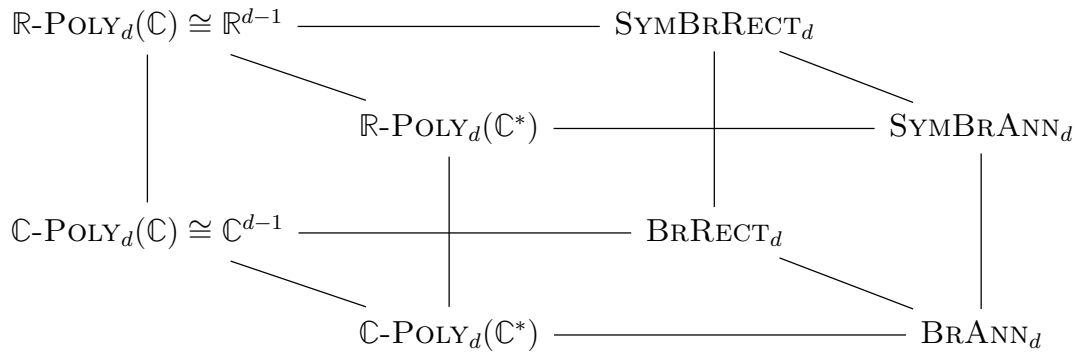 ℝ-POLY_d(ℂ) ≅ ℝ^{d−1} SYMBRRECT_d
ℝ-POLY_d(ℂ*) SYMBRANN_d
ℂ-POLY_d(ℂ) ≅ ℂ^{d−1} BRRECT_d
ℂ-POLY_d(ℂ*) BRANN_d